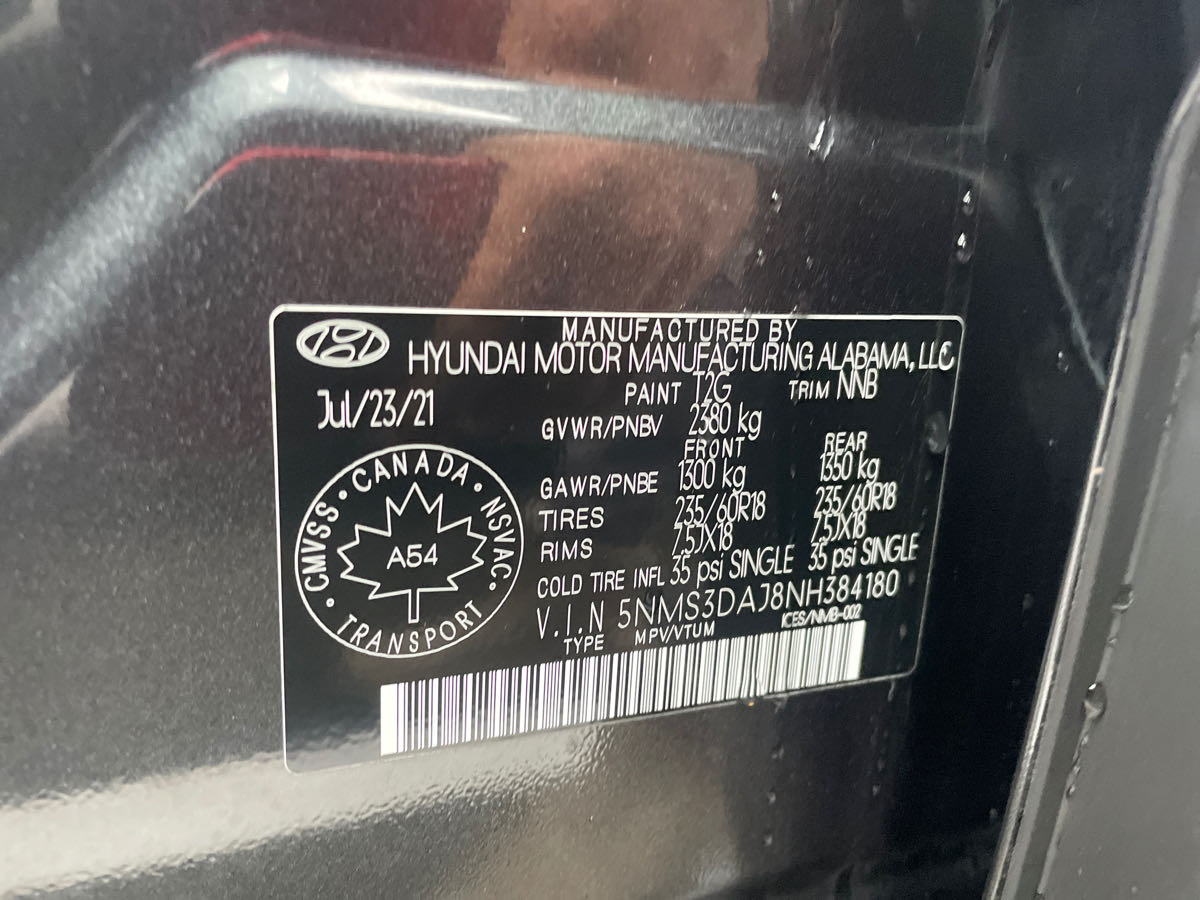 MANUFACTURED BY
HYUNDAI MOTOR MANUFACTURING ALABAMA, LLC
Jul/23/21
PAINT T2G TRIM NNB
GVWR/PNBV 2380 kg
FRONT REAR
GAWR/PNBE 1300 kg 1350 kg
TIRES 235/60R18 235/60R18
RIMS 7.5JX18 7.5JX18
COLD TIRE INFL 35 psi SINGLE 35 psi SINGLE
V.I.N 5NMS3DAJ8NH384180
TYPE MPV/VTUM ICES/NMB-002
CMVSS • CANADA • NSVAC •
A54
TRANSPORT